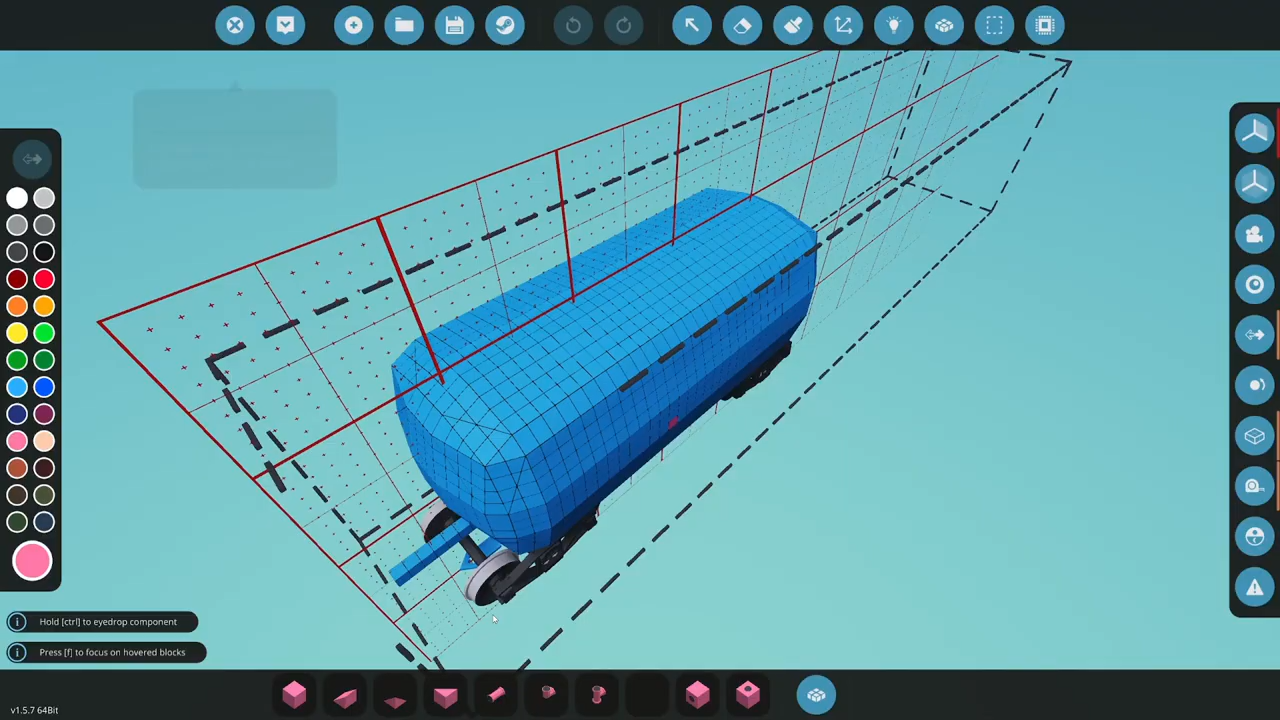 Hold [ctrl] to eyedrop component
Press [f] to focus on hovered blocks
v1.5.7 64Bit